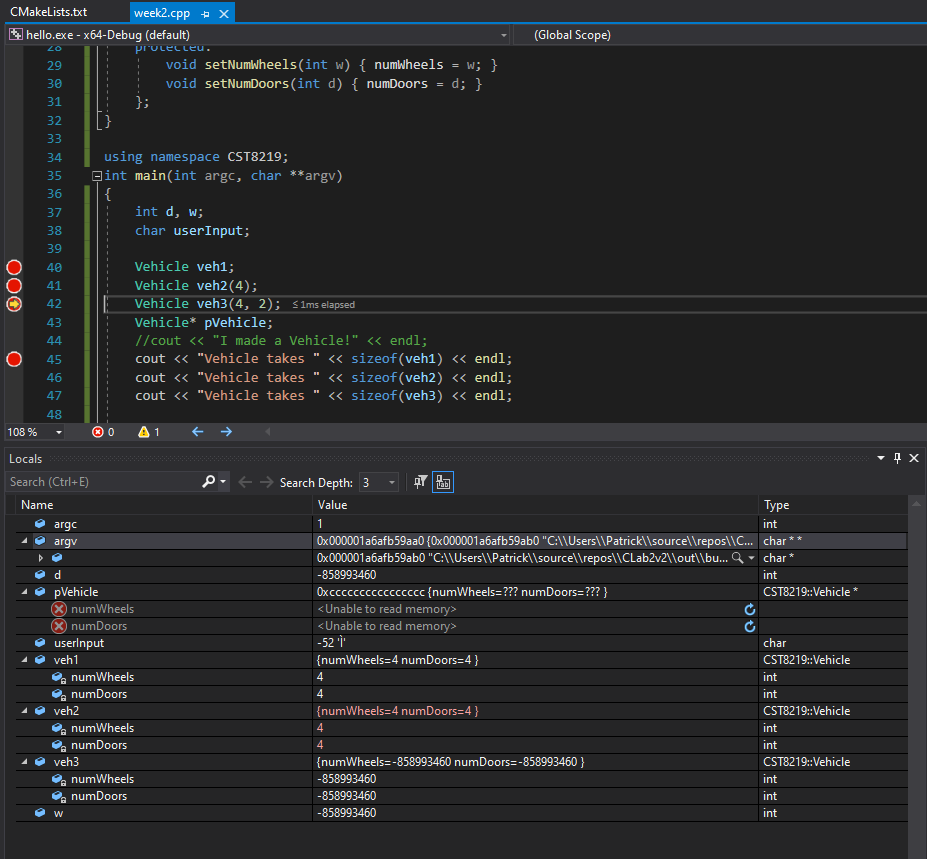 CMakeLists.txt week2.cpp
hello.exe - x64-Debug (default) (Global Scope)
28 protected:
29 void setNumWheels(int w) { numWheels = w; }
30 void setNumDoors(int d) { numDoors = d; }
31 };
32 }
33
34 using namespace CST8219;
35 int main(int argc, char **argv)
36 {
37 int d, w;
38 char userInput;
39
40 Vehicle veh1;
41 Vehicle veh2(4);
42 Vehicle veh3(4, 2); ≤ 1ms elapsed
43 Vehicle* pVehicle;
44 //cout << "I made a Vehicle!" << endl;
45 cout << "Vehicle takes " << sizeof(veh1) << endl;
46 cout << "Vehicle takes " << sizeof(veh2) << endl;
47 cout << "Vehicle takes " << sizeof(veh3) << endl;
48
108 % 0 1
Locals
Search (Ctrl+E) Search Depth: 3
Name Value Type
argc 1 int
argv 0x000001a6afb59aa0 {0x000001a6afb59ab0 "C:\\Users\\Patrick\\source\\repos\\C... char * *
0x000001a6afb59ab0 "C:\\Users\\Patrick\\source\\repos\\CLab2v2\\out\\bu... char *
d -858993460 int
pVehicle 0xcccccccccccccccc {numWheels=??? numDoors=??? } CST8219::Vehicle *
numWheels <Unable to read memory>
numDoors <Unable to read memory>
userInput -52 'Ì' char
veh1 {numWheels=4 numDoors=4 } CST8219::Vehicle
numWheels 4 int
numDoors 4 int
veh2 {numWheels=4 numDoors=4 } CST8219::Vehicle
numWheels 4 int
numDoors 4 int
veh3 {numWheels=-858993460 numDoors=-858993460 } CST8219::Vehicle
numWheels -858993460 int
numDoors -858993460 int
w -858993460 int